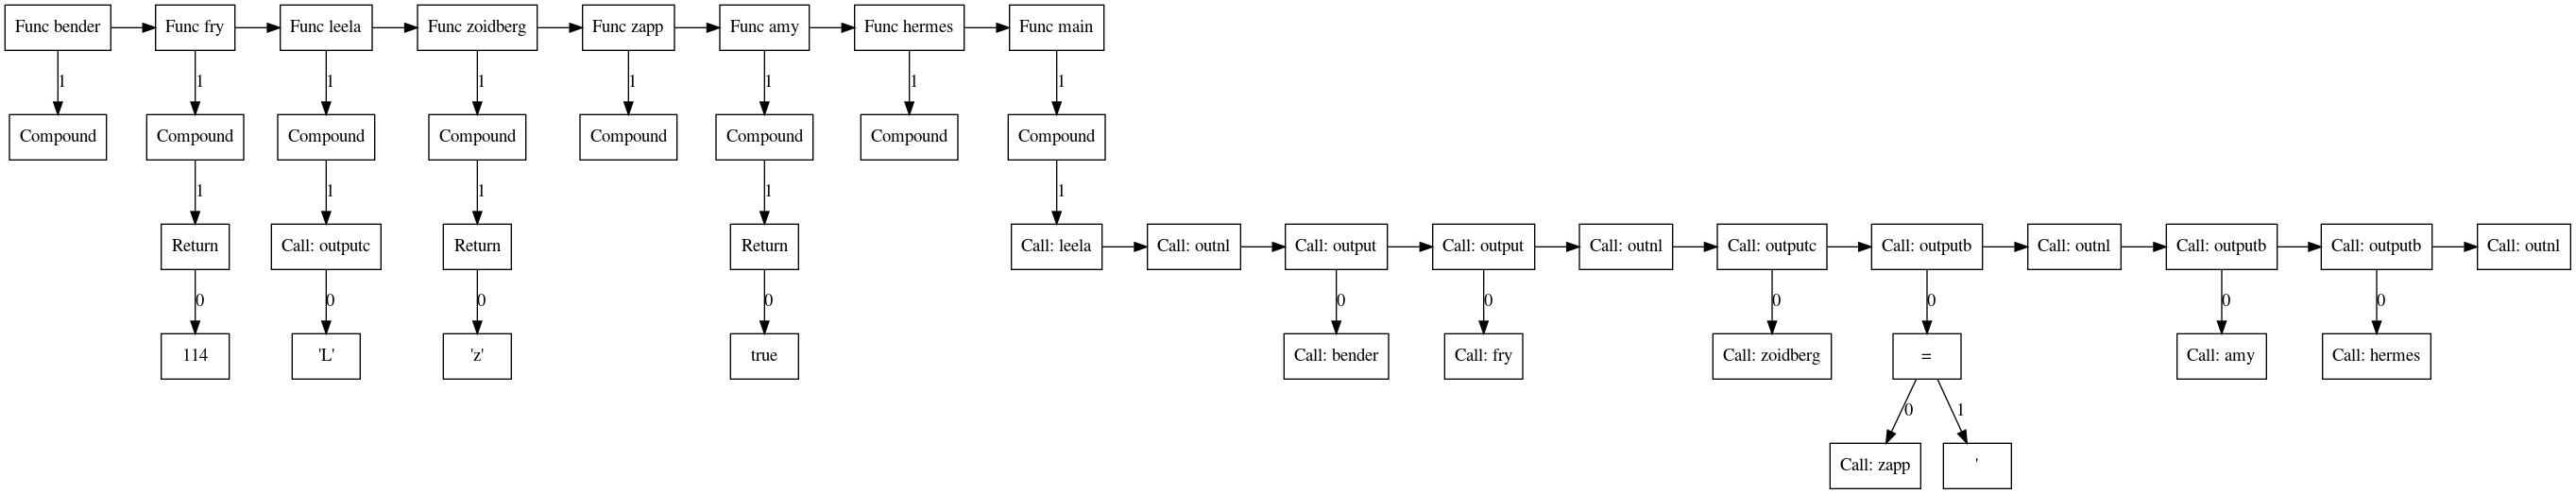 Func bender
Func fry
Func leela
Func zoidberg
Func zapp
Func amy
Func hermes
Func main
1
1
1
1
1
1
1
1
Compound
Compound
Compound
Compound
Compound
Compound
Compound
Compound
1
1
1
1
1
Return
Call: outputc
Return
Return
Call: leela
Call: outnl
Call: output
Call: output
Call: outnl
Call: outputc
Call: outputb
Call: outnl
Call: outputb
Call: outputb
Call: outnl
0
0
0
0
0
0
0
0
0
0
114
'L'
'z'
true
Call: bender
Call: fry
Call: zoidberg
=
Call: amy
Call: hermes
0
1
Call: zapp
'